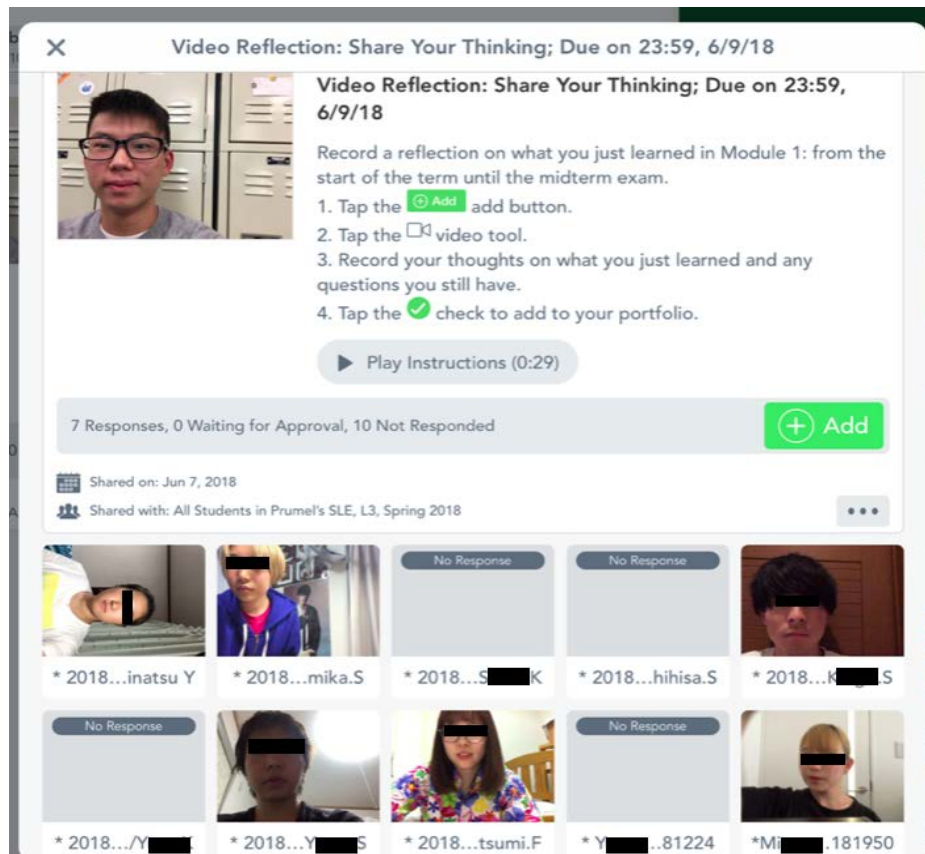 Video Reflection: Share Your Thinking; Due on 23:59, 6/9/18
Video Reflection: Share Your Thinking; Due on 23:59,
6/9/18
Record a reflection on what you just learned in Module 1: from the
start of the term until the midterm exam.
1. Tap the Add add button.
2. Tap the video tool.
3. Record your thoughts on what you just learned and any
questions you still have.
4. Tap the check to add to your portfolio.
Play Instructions (0:29)
7 Responses, 0 Waiting for Approval, 10 Not Responded
Add
Shared on: Jun 7, 2018
Shared with: All Students in Prumel's SLE, L3, Spring 2018
No Response
No Response
* 2018...inatsu Y
* 2018...mika.S
* 2018...S K
* 2018...hihisa.S
* 2018...K .S
No Response
No Response
* 2018.../Y
* 2018...Y S
* 2018...tsumi.F
* Y ..81224
*Mi .181950